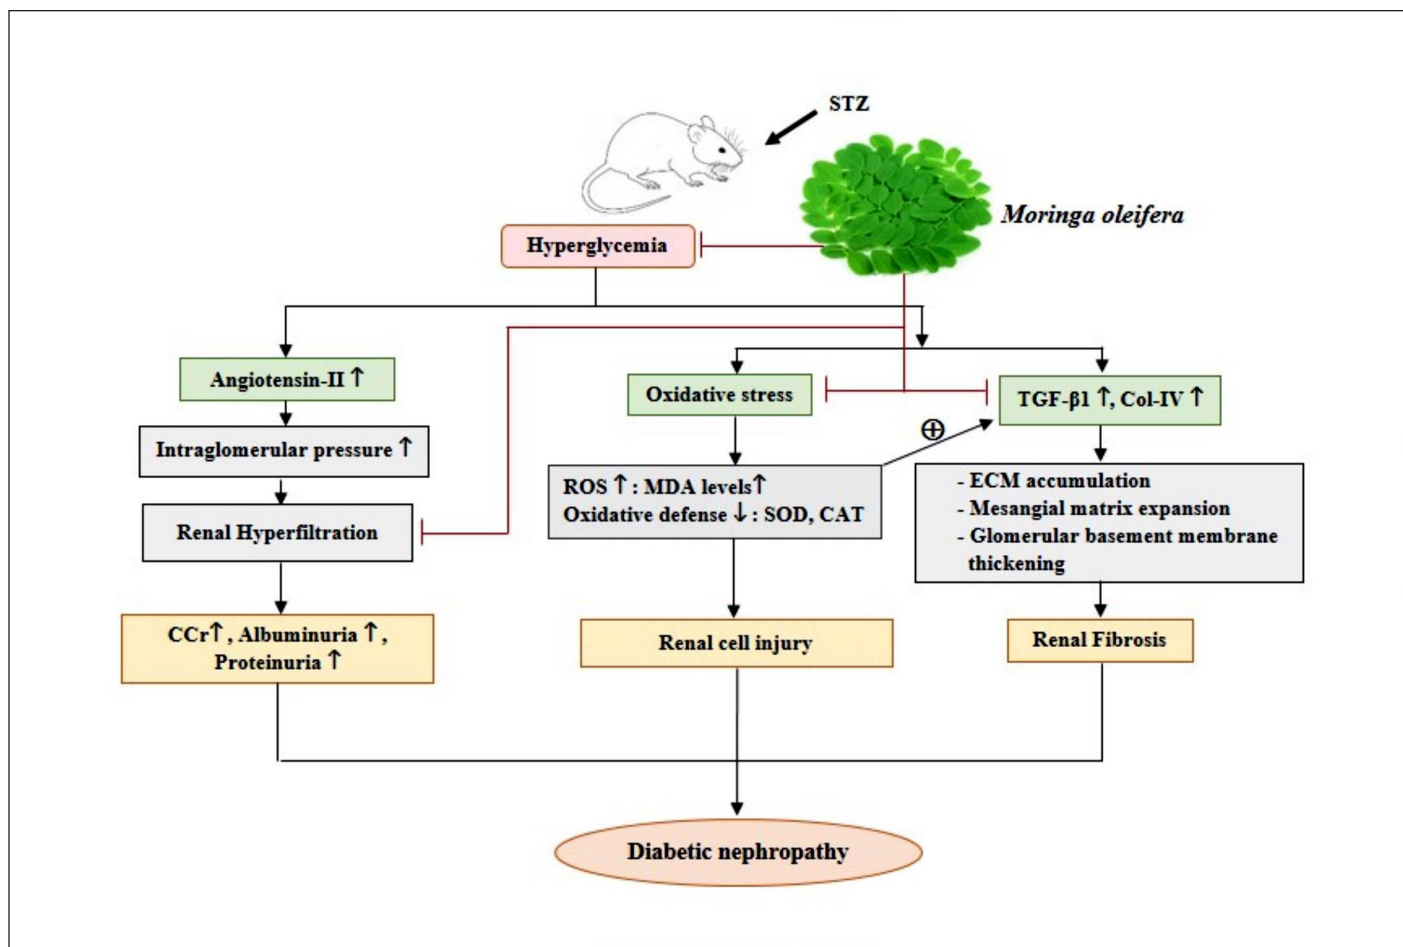 STZ
Moringa oleifera
Hyperglycemia
Angiotensin-II ↑
Intraglomerular pressure ↑
Renal Hyperfiltration
CCr↑, Albuminuria ↑,
Proteinuria ↑
Oxidative stress
ROS ↑ : MDA levels↑
Oxidative defense ↓ : SOD, CAT
Renal cell injury
TGF-β1 ↑, Col-IV ↑
- ECM accumulation
- Mesangial matrix expansion
- Glomerular basement membrane
thickening
Renal Fibrosis
Diabetic nephropathy